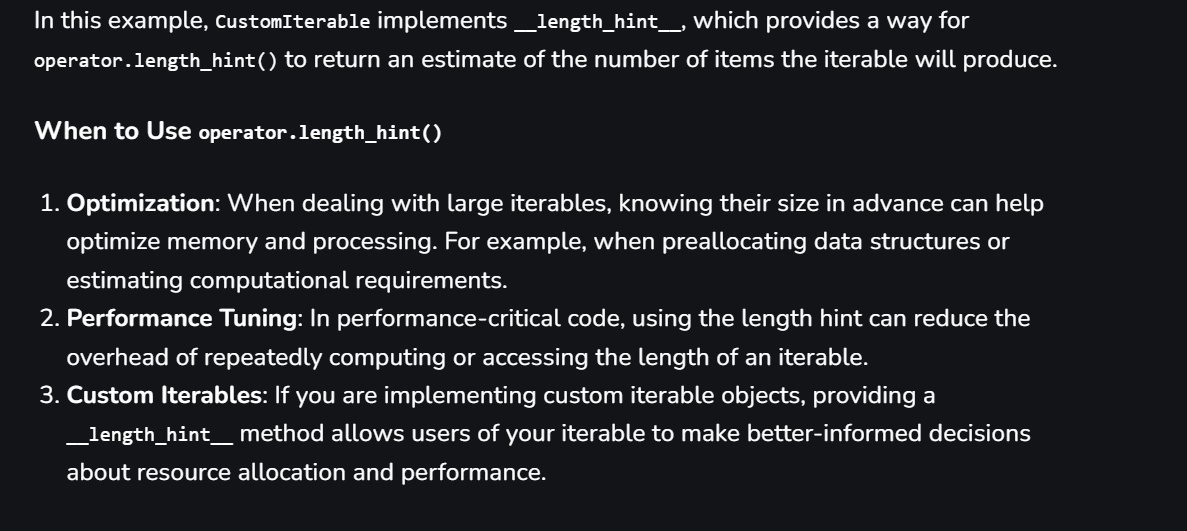 In this example, CustomIterable implements __length_hint__, which provides a way for
operator.length_hint() to return an estimate of the number of items the iterable will produce.
When to Use operator.length_hint()
1. Optimization: When dealing with large iterables, knowing their size in advance can help
optimize memory and processing. For example, when preallocating data structures or
estimating computational requirements.
2. Performance Tuning: In performance-critical code, using the length hint can reduce the
overhead of repeatedly computing or accessing the length of an iterable.
3. Custom Iterables: If you are implementing custom iterable objects, providing a
__length_hint__ method allows users of your iterable to make better-informed decisions
about resource allocation and performance.